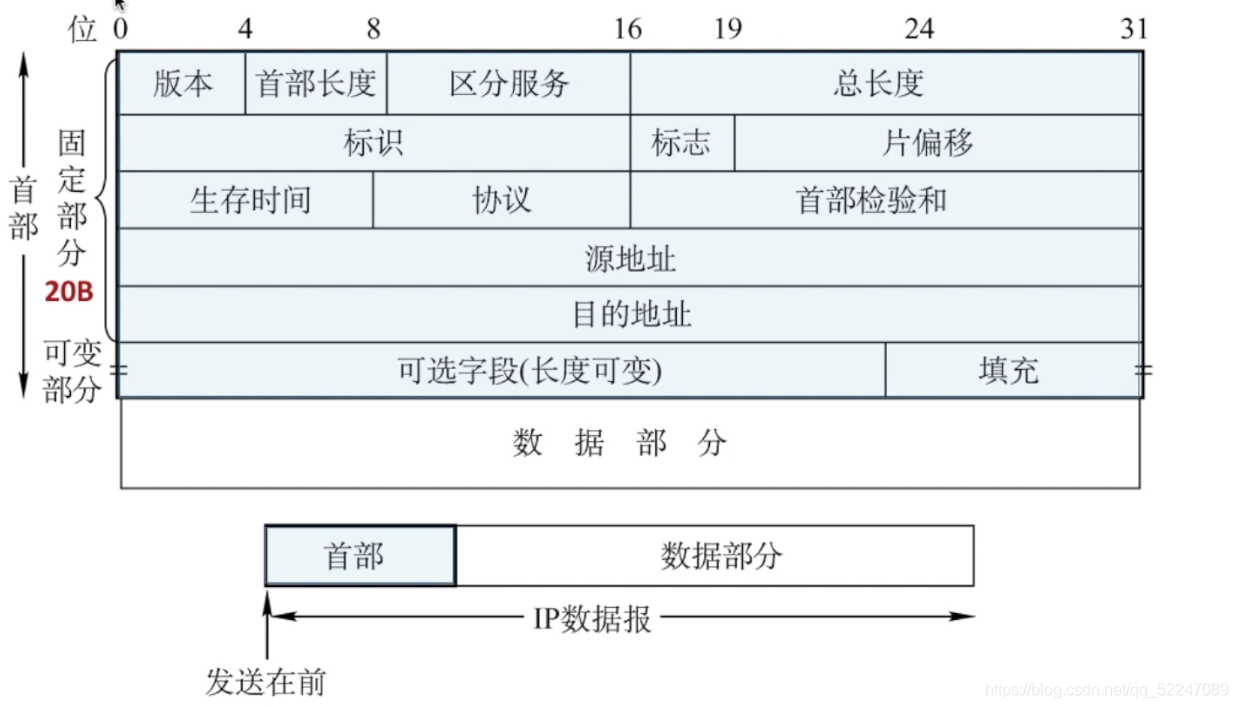 位 0 4 8 16 19 24 31
版本 首部长度 区分服务 总长度
标识 标志 片偏移
生存时间 协议 首部检验和
源地址
目的地址
可选字段(长度可变) 填充
数据部分
首部
固定部分
20B
可变
部分
首部 数据部分
IP数据报
发送在前
https://blog.csdn.net/qq_52247089